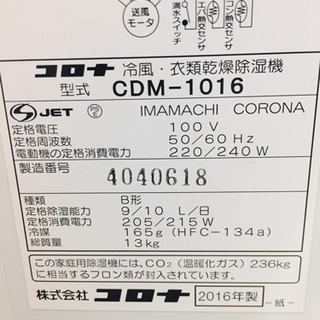 送風
モータ
満水スイッチ
エバ熱交センサ
コン熱交センサ
コロナ 冷風・衣類乾燥除湿機
型式 CDM-1016
JET PS E IMAMACHI CORONA
定格電圧 100 V
定格周波数 50/60 Hz
電動機の定格消費電力 220/240 W
製造番号
4040618
種類 B形
定格除湿能力 9/10 L/日
定格消費電力 205/215 W
冷媒 165g (HFC-134a)
総質量 13kg
この家庭用除湿機には、CO₂(温暖化ガス)236kg
に相当するフロン類が封入されています。
株式会社 コロナ 2016年製 -紙-